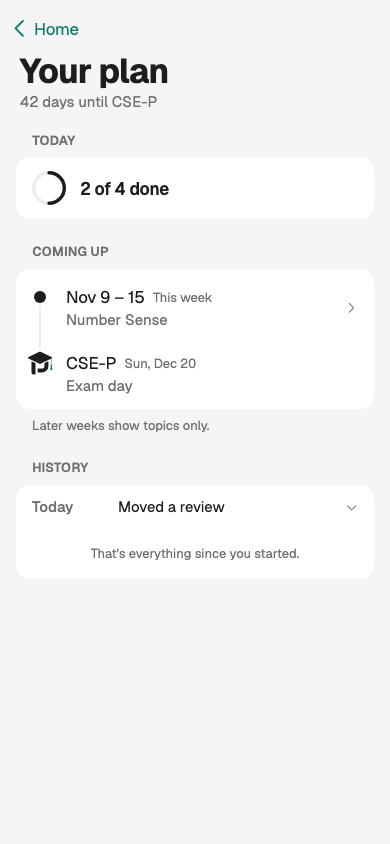 Home
Your plan
42 days until CSE-P
TODAY
2 of 4 done
COMING UP
Nov 9 – 15 This week
Number Sense
CSE-P Sun, Dec 20
Exam day
Later weeks show topics only.
HISTORY
Today Moved a review
That's everything since you started.